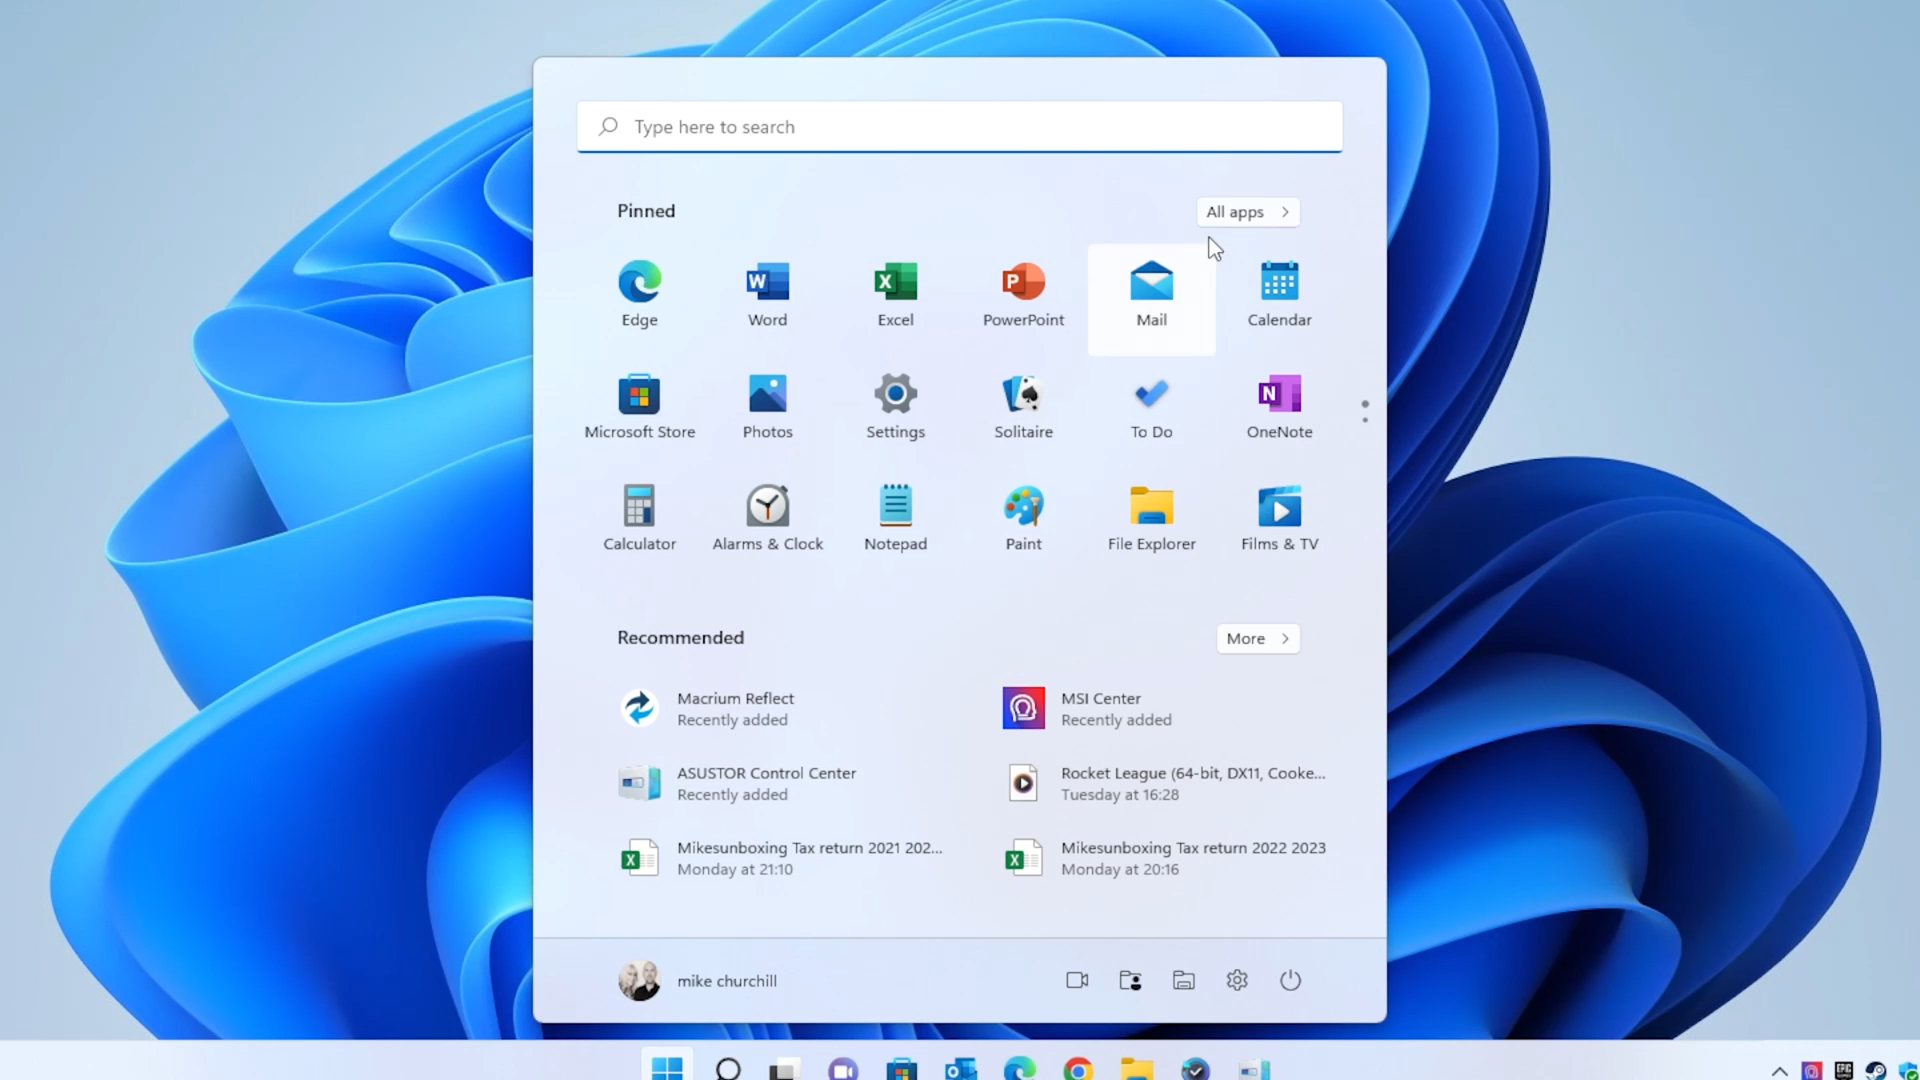 Type here to search
Pinned
All apps
Edge
Word
Excel
PowerPoint
Mail
Calendar
Microsoft Store
Photos
Settings
Solitaire
To Do
OneNote
Calculator
Alarms & Clock
Notepad
Paint
File Explorer
Films & TV
Recommended
More
Macrium Reflect
Recently added
MSI Center
Recently added
ASUSTOR Control Center
Recently added
Rocket League (64-bit, DX11, Cooke...
Tuesday at 16:28
Mikesunboxing Tax return 2021 202...
Monday at 21:10
Mikesunboxing Tax return 2022 2023
Monday at 20:16
mike churchill